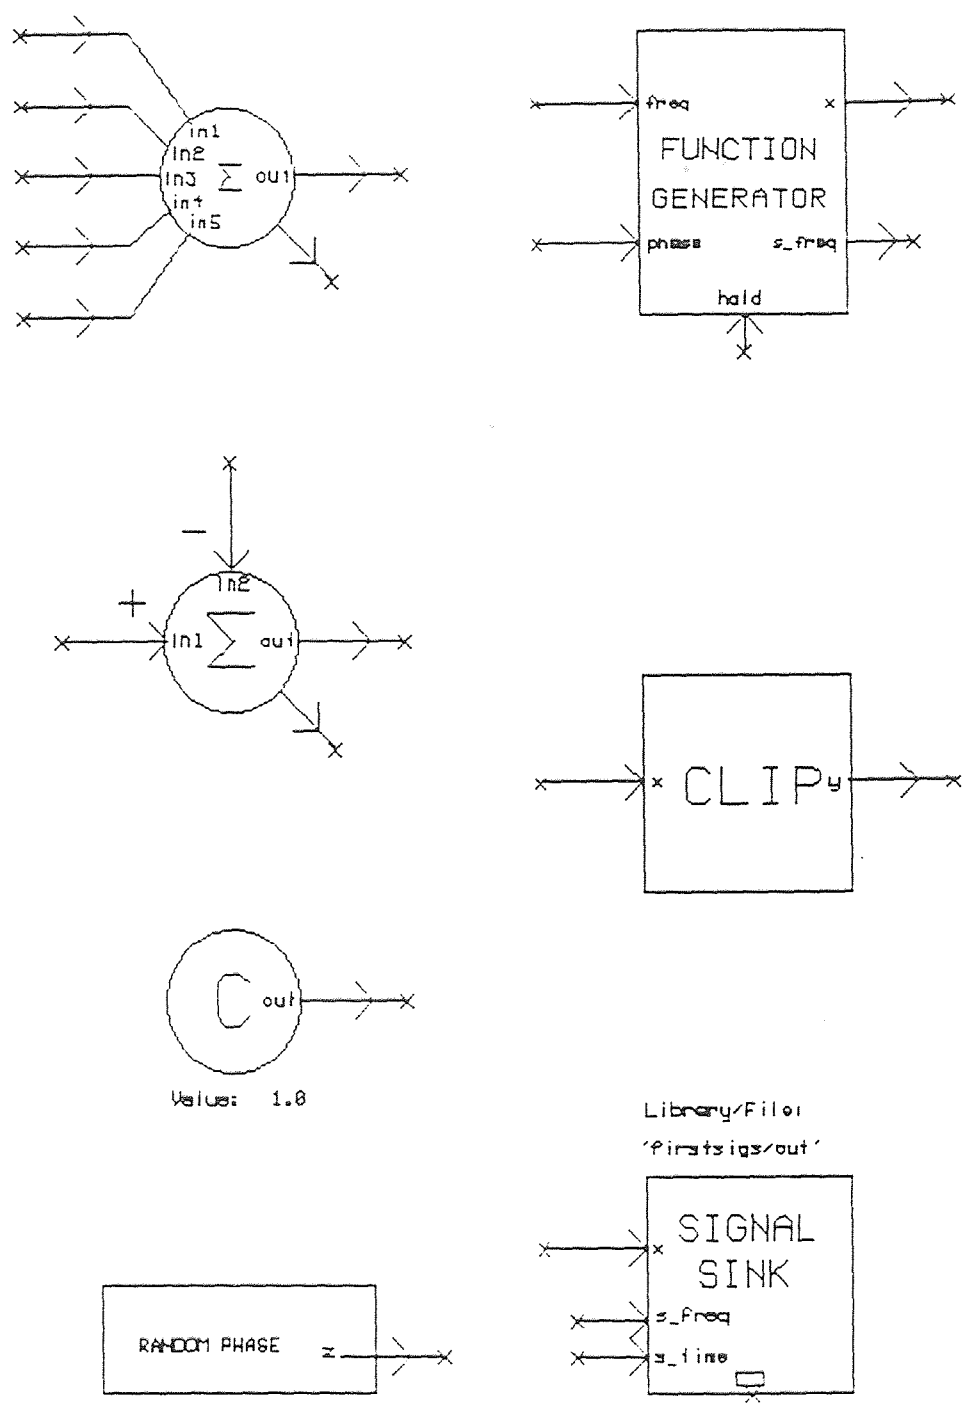 in1
in2
in3 Σ out
in4
in5
freq x
FUNCTION
GENERATOR
phase s_freq
hold
−
in2
+
in1 Σ out
x CLIP y
C out
Value: 1.0
Library/File:
'firstsigs/out'
SIGNAL
x
SINK
s_freq
s_time
RANDOM PHASE z